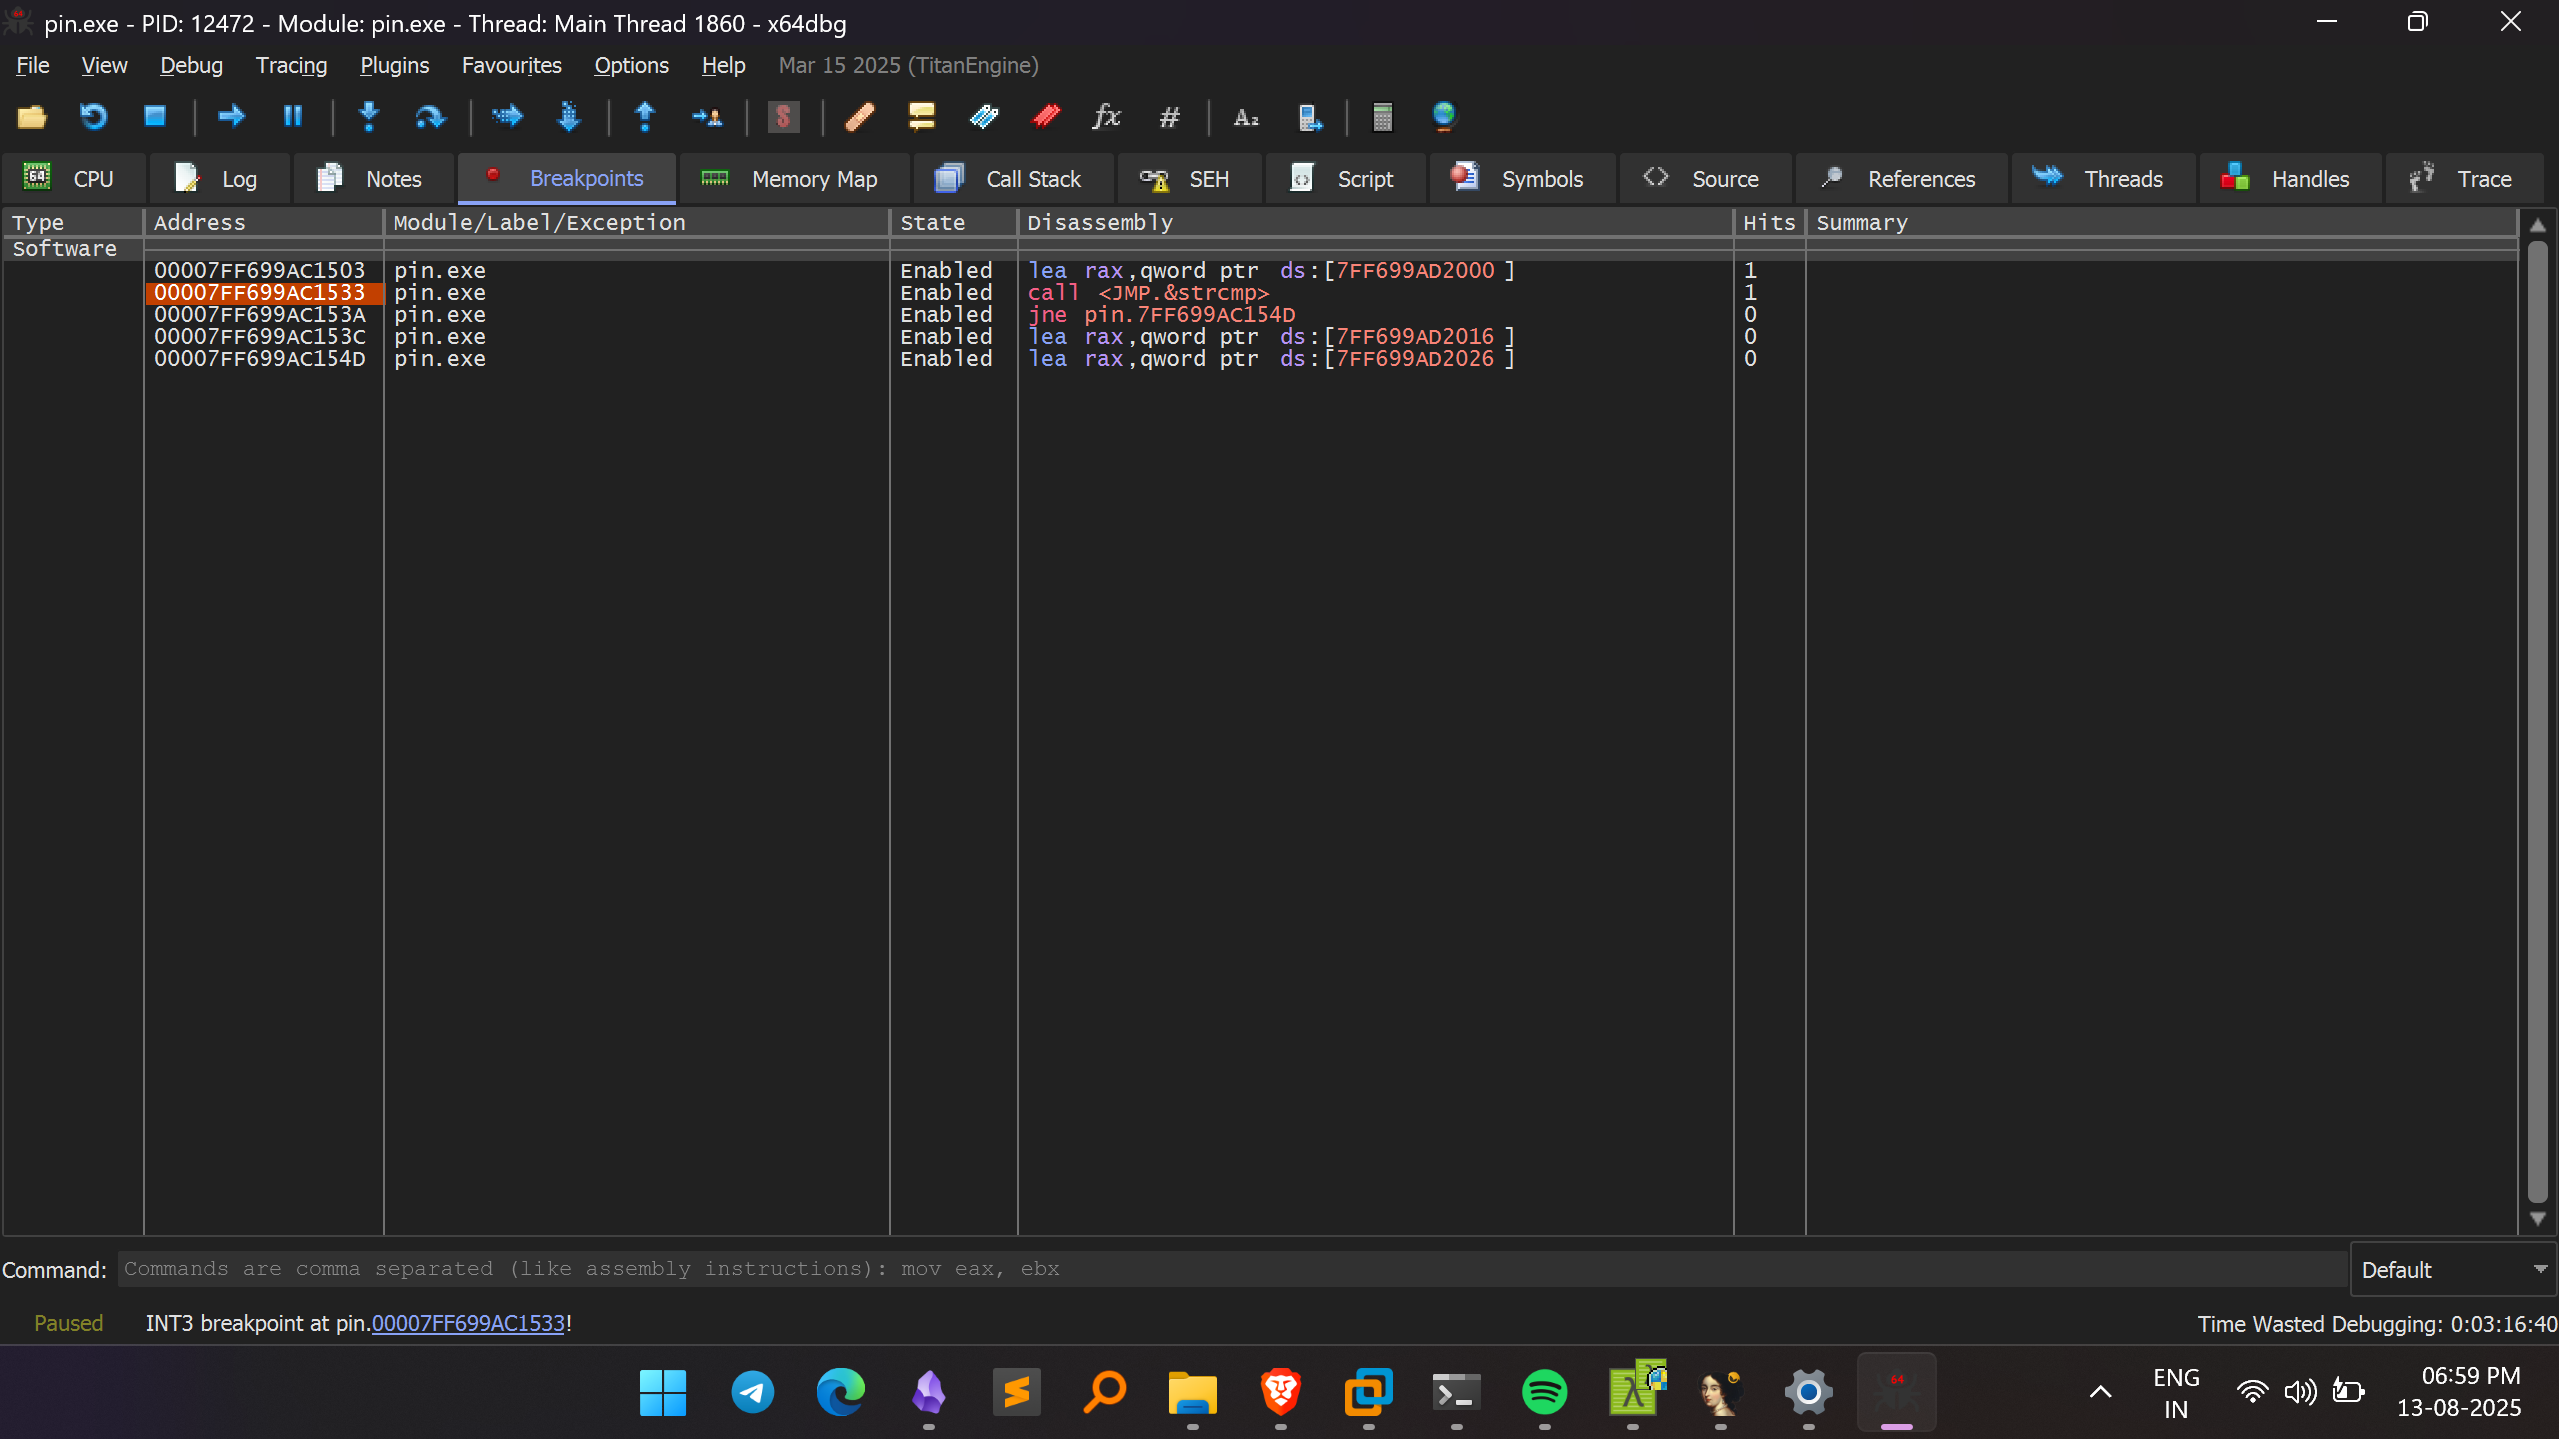 pin.exe - PID: 12472 - Module: pin.exe - Thread: Main Thread 1860 - x64dbg
File View Debug Tracing Plugins Favourites Options Help Mar 15 2025 (TitanEngine)
CPU Log Notes Breakpoints Memory Map Call Stack SEH Script Symbols Source References Threads Handles Trace
Type Address Module/Label/Exception State Disassembly Hits Summary
Software
00007FF699AC1503 pin.exe Enabled lea rax,qword ptr ds:[7FF699AD2000] 1
00007FF699AC1533 pin.exe Enabled call <JMP.&strcmp> 1
00007FF699AC153A pin.exe Enabled jne pin.7FF699AC154D 0
00007FF699AC153C pin.exe Enabled lea rax,qword ptr ds:[7FF699AD2016] 0
00007FF699AC154D pin.exe Enabled lea rax,qword ptr ds:[7FF699AD2026] 0
Command: Commands are comma separated (like assembly instructions): mov eax, ebx Default
Paused INT3 breakpoint at pin.00007FF699AC1533! Time Wasted Debugging: 0:03:16:40
ENG 06:59 PM
IN 13-08-2025